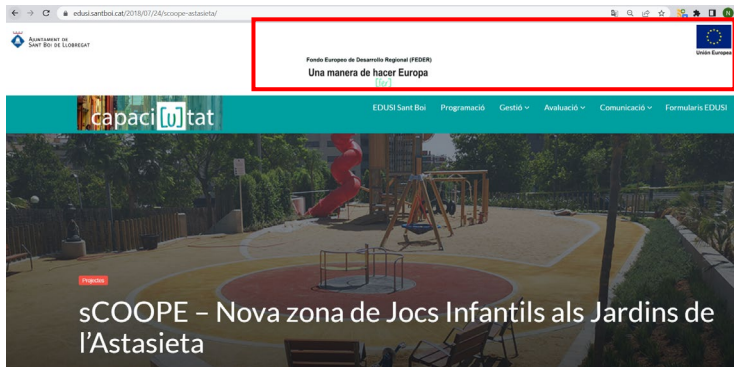 edusi.santboi.cat/2018/07/24/scoope-astasieta/
N
Ajuntament de
Sant Boi de Llobregat
Fondo Europeo de Desarrollo Regional (FEDER)
Una manera de hacer Europa
Unión Europea
capaci[u]tat
EDUSI Sant Boi Programació Gestió Avaluació Comunicació Formularis EDUSI
Projectes
sCOOPE – Nova zona de Jocs Infantils als Jardins de
l’Astasieta